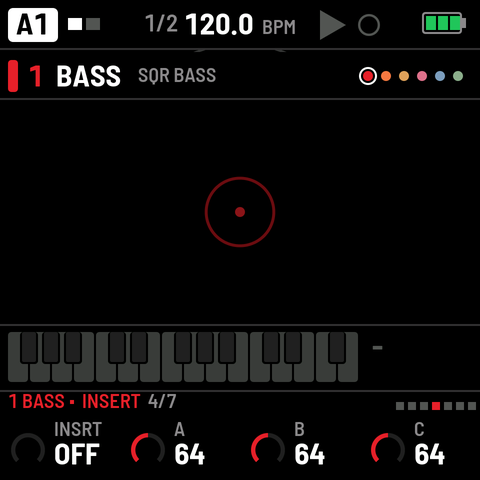 A1 1/2 120.0 BPM
1 BASS SQR BASS
1 BASS • INSERT 4/7
INSRT A B C
OFF 64 64 64